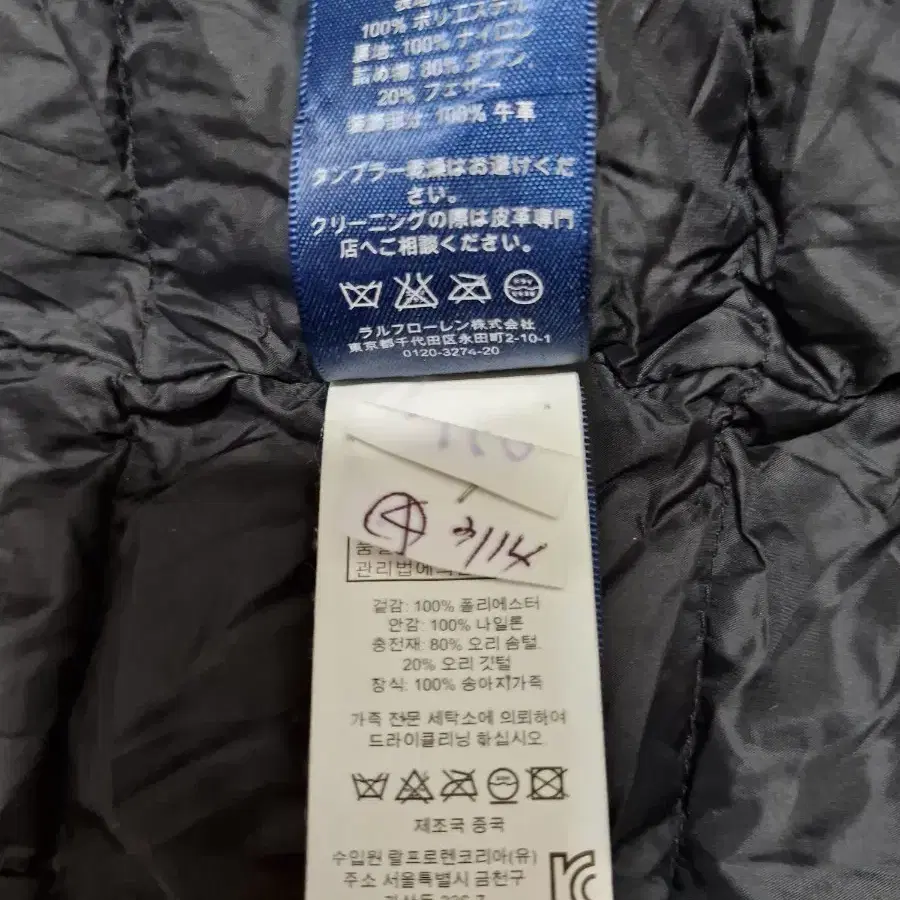 100% ポリエステル
裏地: 100% ナイロン
詰め物: 80% ダウン
20% フェザー
100% 牛革
タンブラー乾燥はお避けくだ
さい。
クリーニングの際は皮革専門
店へご相談ください。
ラルフローレン株式会社
東京都千代田区永田町2-10-1
0120-3274-20
3/14
관리법에
겉감: 100% 폴리에스터
안감: 100% 나일론
충전재: 80% 오리 솜털.
20% 오리 깃털
장식: 100% 송아지가족
가족 전문 세탁소에 의뢰하여
드라이클리닝 하십시오
제조국 중국
수입원 랄프로렌코리아(유)
주소 서울특별시 금천구